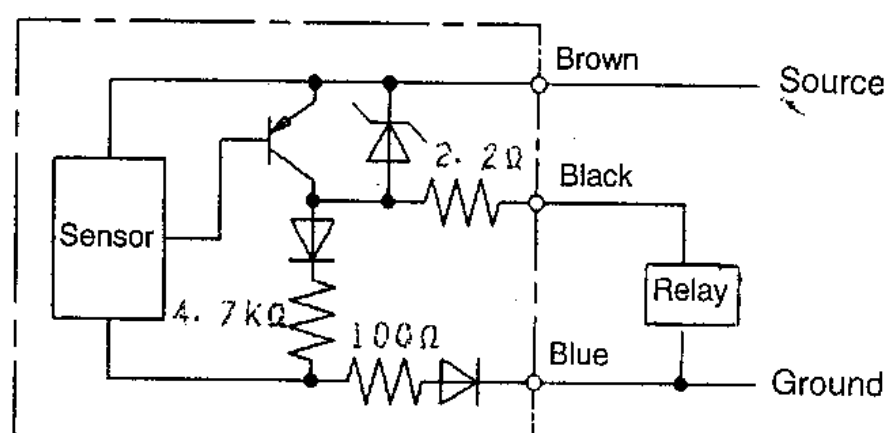 Brown
Source
2. 2Ω
Black
Sensor
4. 7kΩ
Relay
100Ω
Blue
Ground